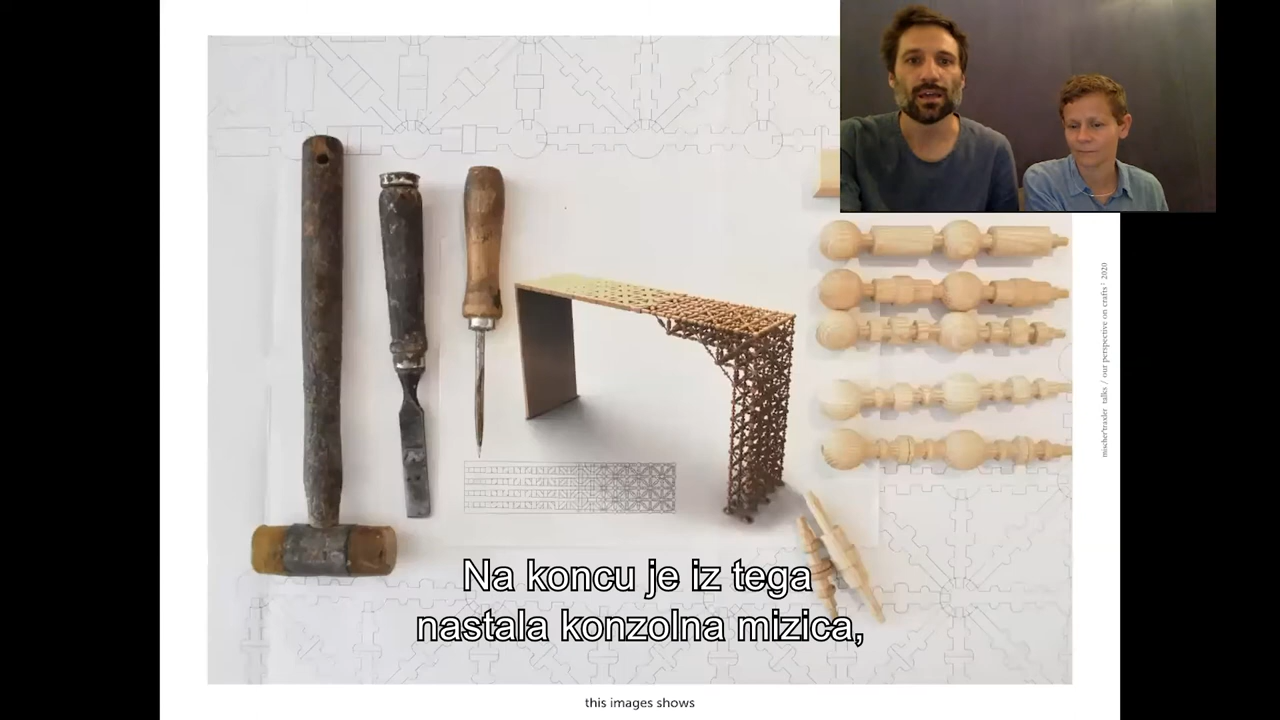 mischer'traxler talks / our perspective on crafts ' 2020
Na koncu je iz tega
nastala konzolna mizica,
this images shows